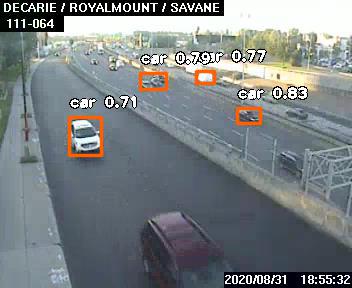 DECARIE / ROYALMOUNT / SAVANE
111-064
car 0.79
car 0.77
car 0.71
car 0.83
2020/08/31 18:55:32